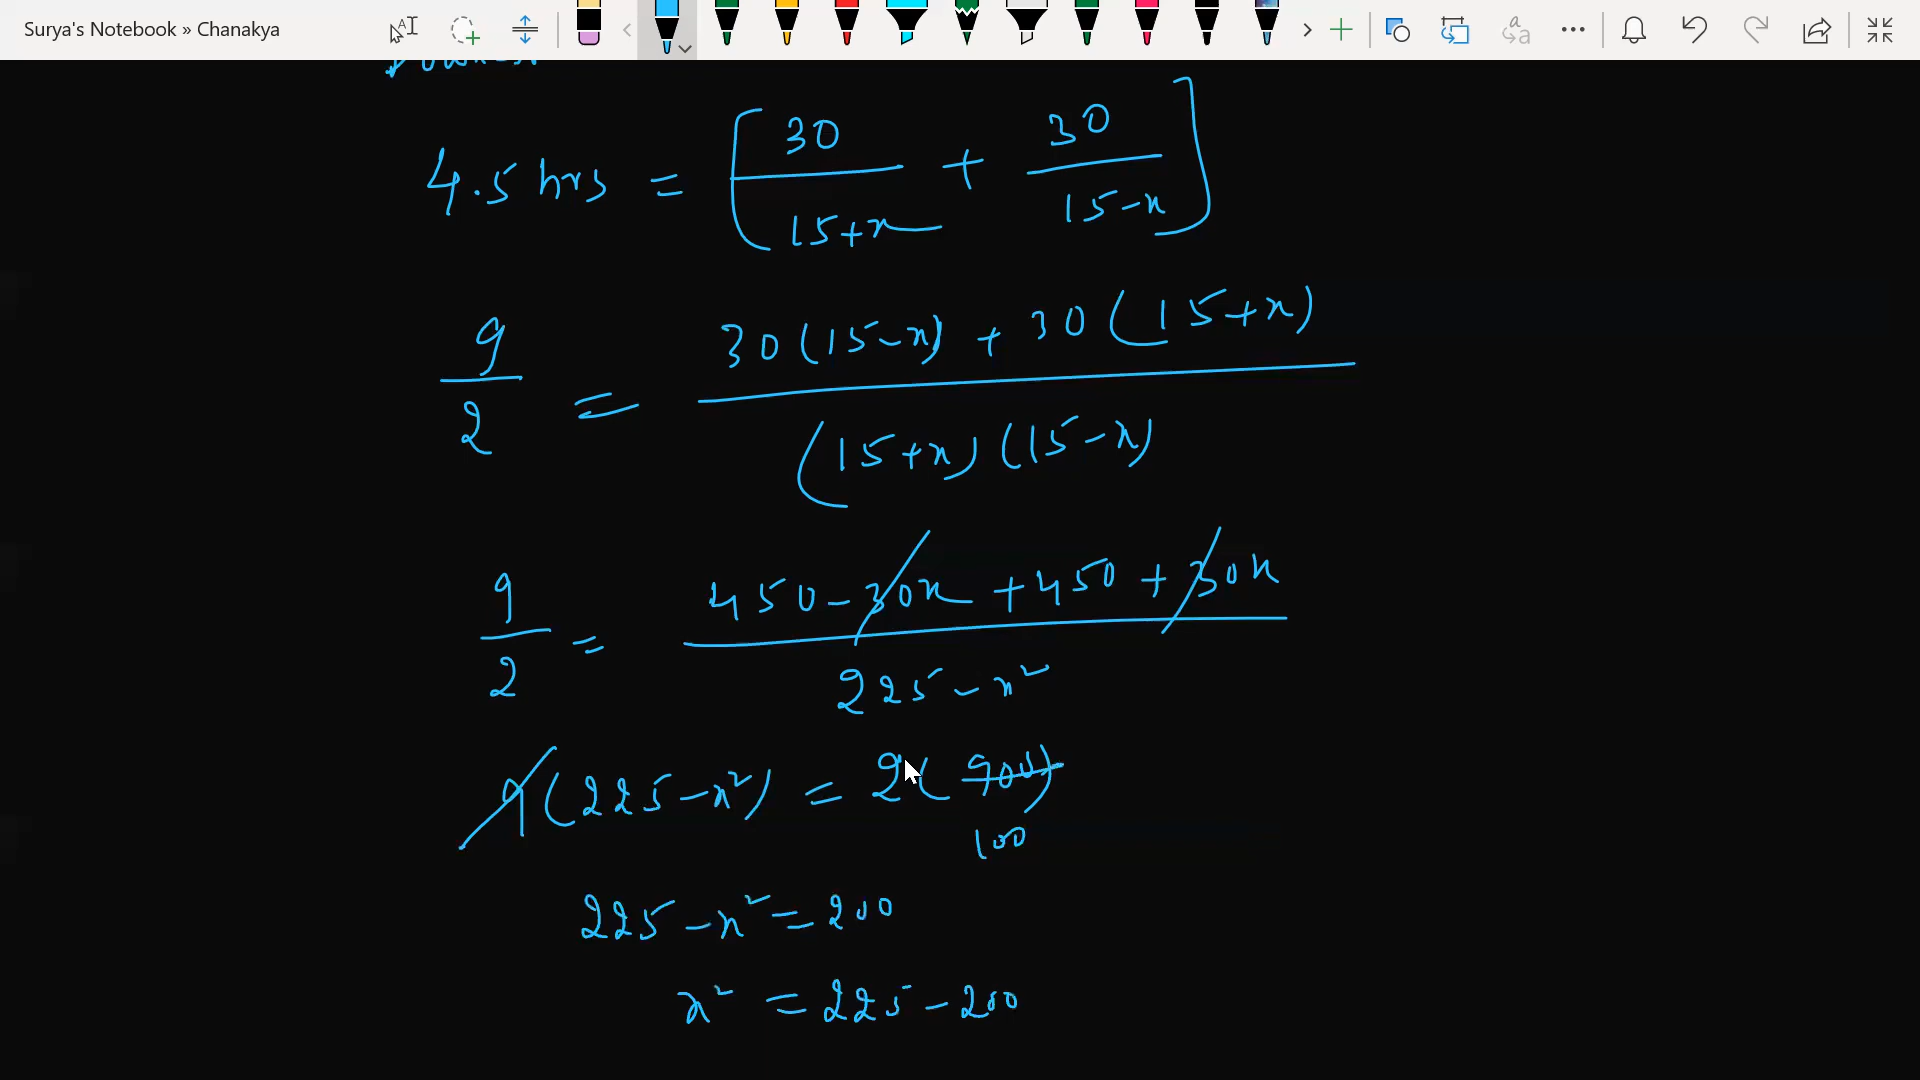 Surya's Notebook » Chanakya
4.5 hrs = [ 30/15+x + 30/15-x ]
9/2 = 30(15-x) + 30(15+x) / (15+x)(15-x)
9/2 = 450 - 30x + 450 + 30x / 225 - x²
9(225-x²) = 2(900)
100
225 - x² = 200
x² = 225 - 200